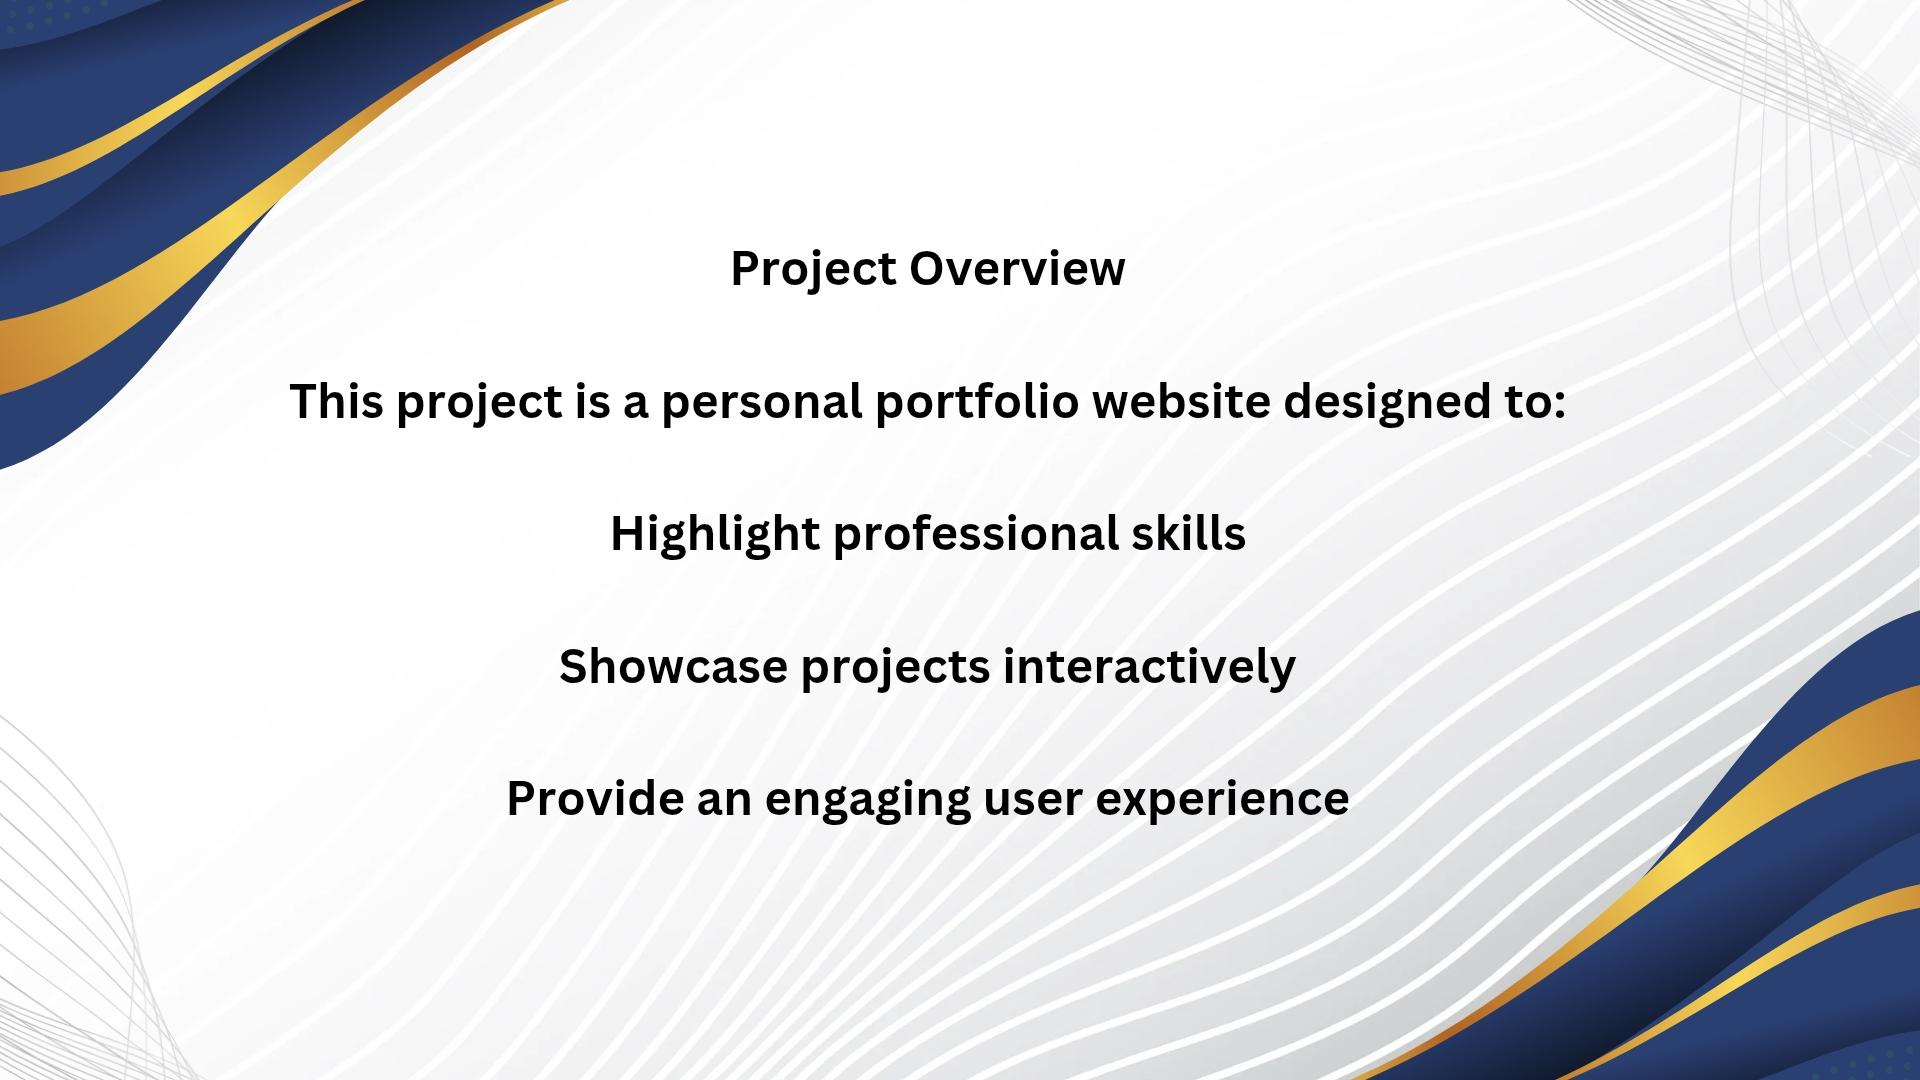 Project Overview
This project is a personal portfolio website designed to:
Highlight professional skills
Showcase projects interactively
Provide an engaging user experience